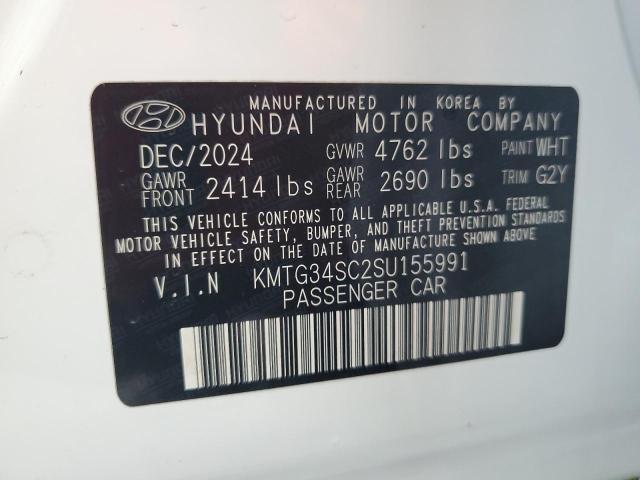 MANUFACTURED IN KOREA BY
HYUNDAI MOTOR COMPANY
DEC/2024 GVWR 4762 lbs PAINT WHT
GAWR FRONT 2414 lbs GAWR REAR 2690 lbs TRIM G2Y
THIS VEHICLE CONFORMS TO ALL APPLICABLE U.S.A. FEDERAL
MOTOR VEHICLE SAFETY, BUMPER, AND THEFT PREVENTION STANDARDS
IN EFFECT ON THE DATE OF MANUFACTURE SHOWN ABOVE.
V.I.N KMTG34SC2SU155991
PASSENGER CAR